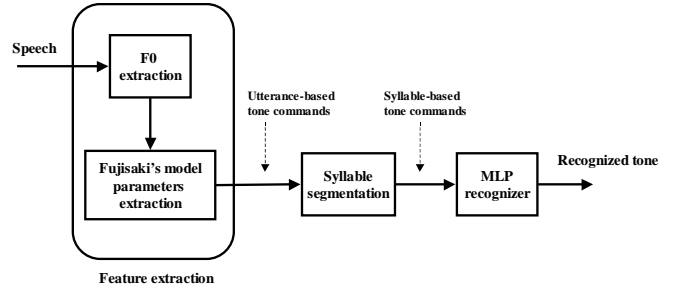 Speech
F0
extraction
Fujisaki's model
parameters
extraction
Feature extraction
Utterance-based
tone commands
Syllable
segmentation
Syllable-based
tone commands
MLP
recognizer
Recognized tone